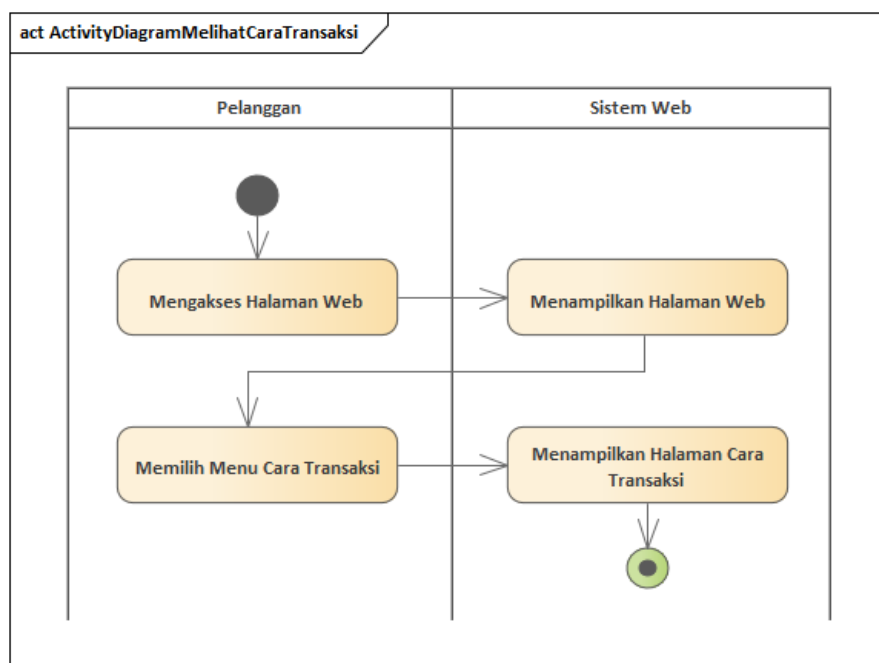 act ActivityDiagramMelihatCaraTransaksi
Pelanggan
Sistem Web
Mengakses Halaman Web
Menampilkan Halaman Web
Memilih Menu Cara Transaksi
Menampilkan Halaman Cara
Transaksi